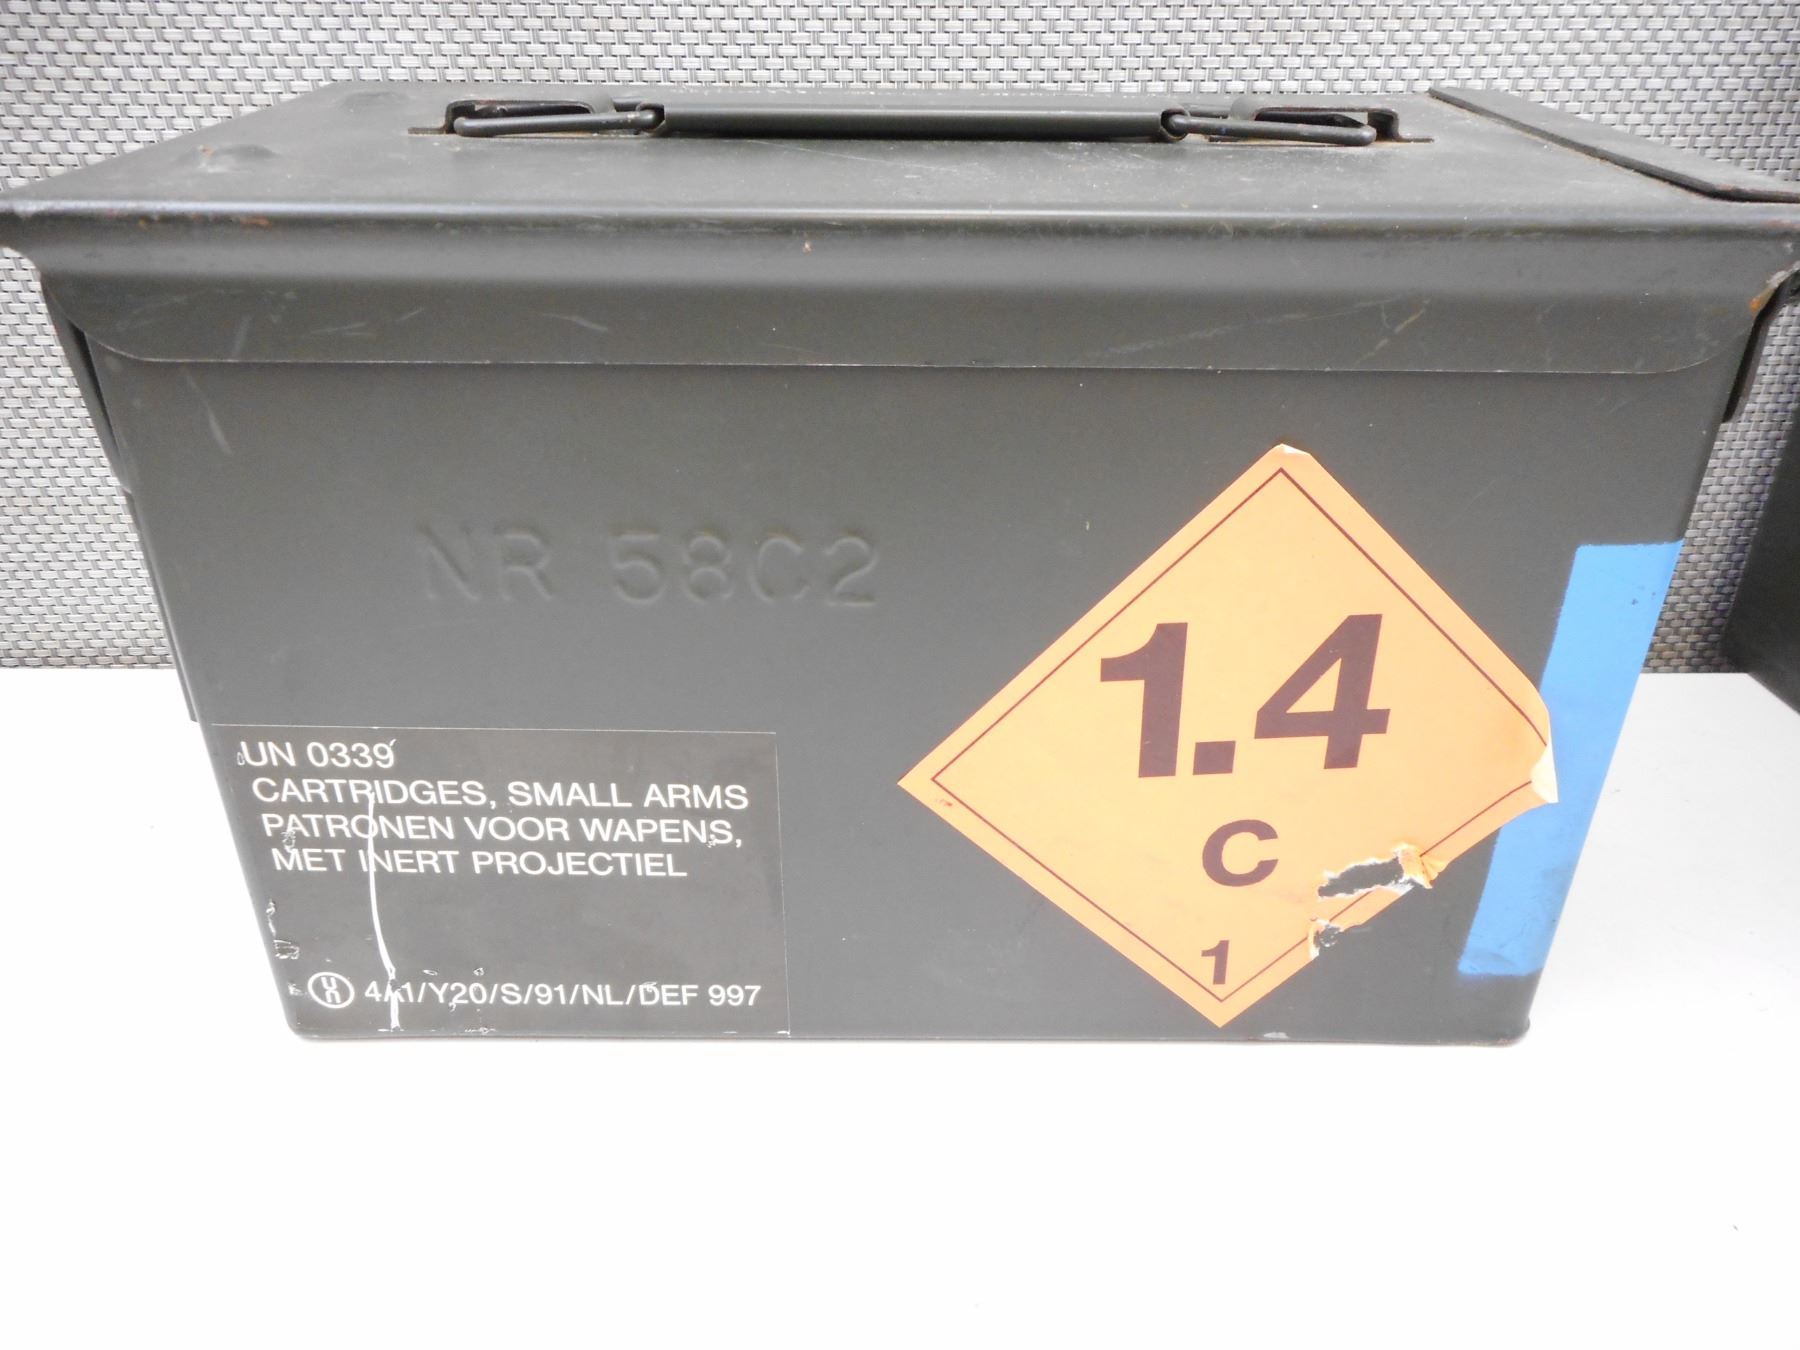 NR 58C2
UN 0339
CARTRIDGES, SMALL ARMS
PATRONEN VOOR WAPENS,
MET INERT PROJECTIEL
un 4A1/Y20/S/91/NL/DEF 997
1.4
C
1